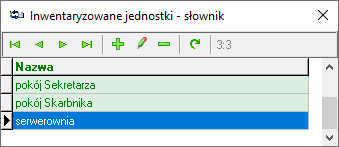 Inwentaryzowane jednostki - słownik
3:3
Nazwa
pokój Sekretarza
pokój Skarbnika
serwerownia